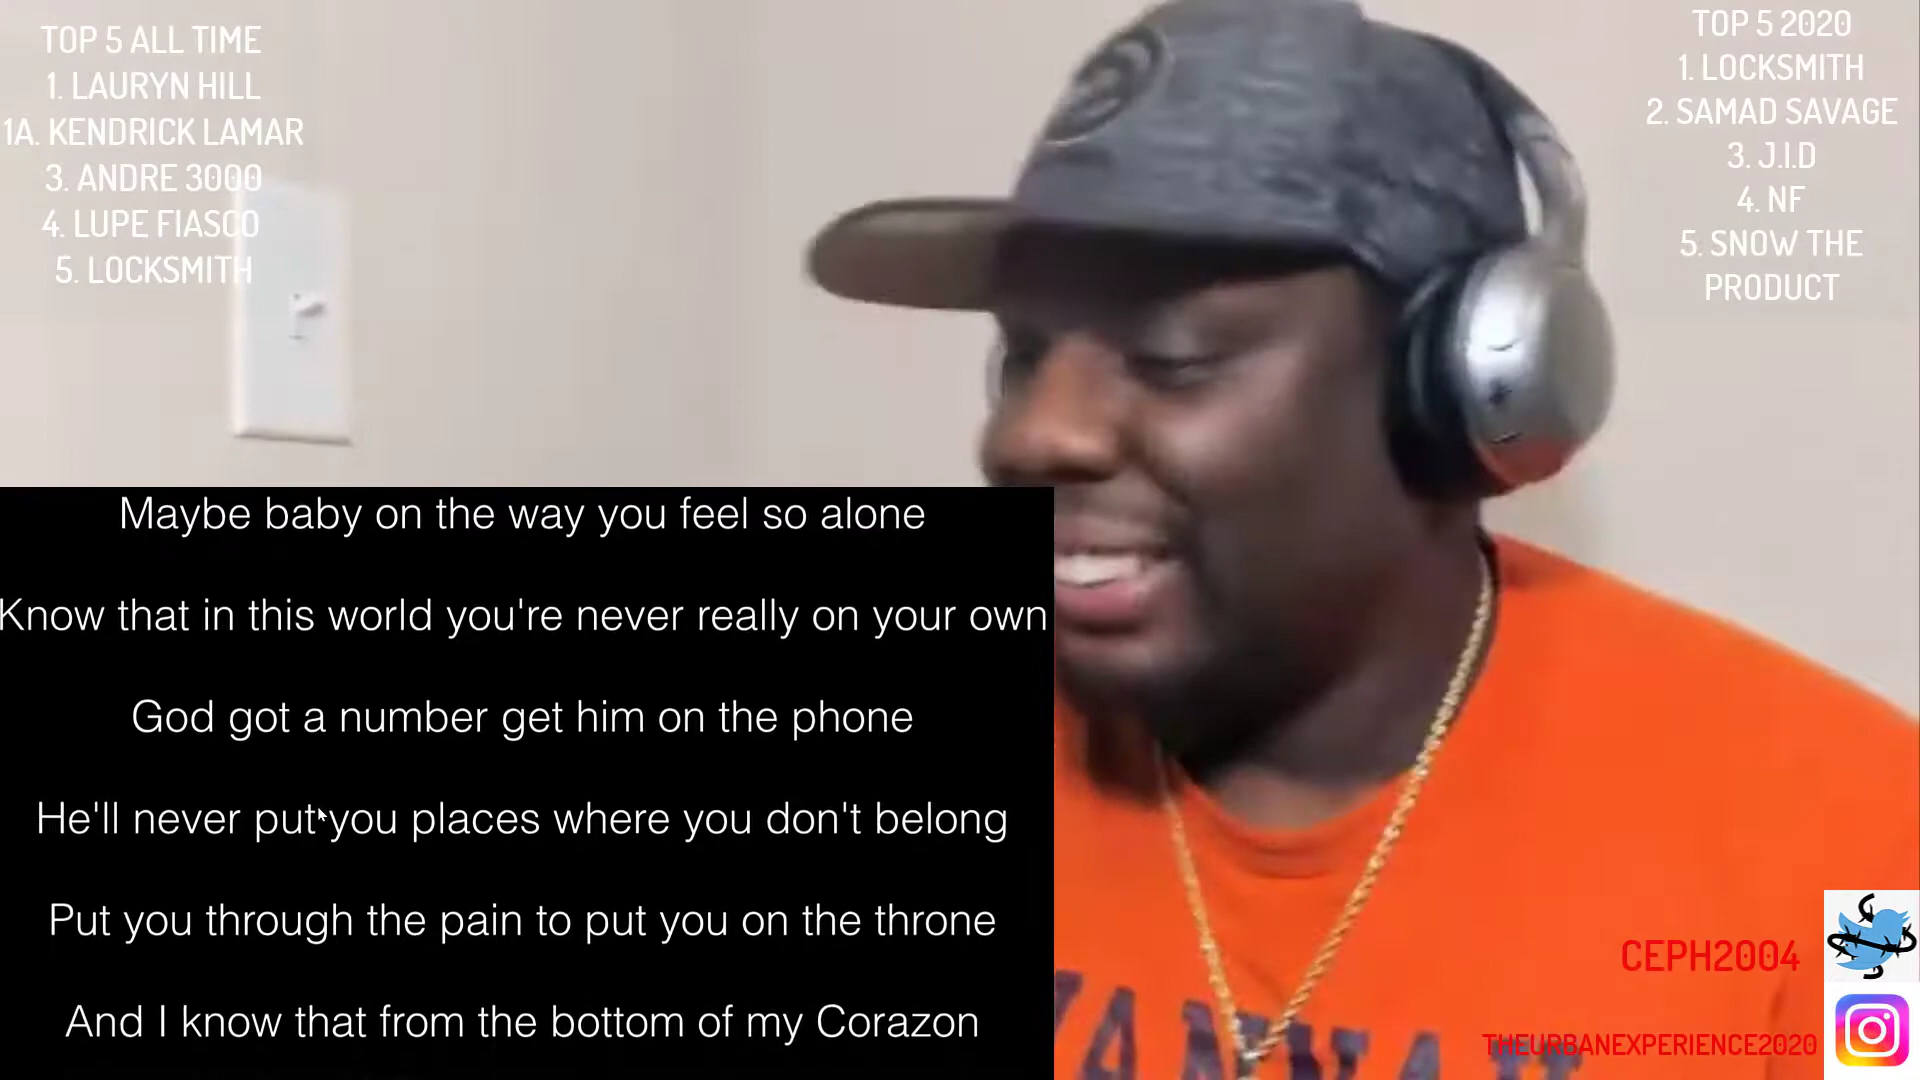 TOP 5 ALL TIME
1. LAURYN HILL
1A. KENDRICK LAMAR
3. ANDRE 3000
4. LUPE FIASCO
5. LOCKSMITH
TOP 5 2020
1. LOCKSMITH
2. SAMAD SAVAGE
3. J.I.D
4. NF
5. SNOW THE
PRODUCT
Maybe baby on the way you feel so alone
Know that in this world you're never really on your own
God got a number get him on the phone
He'll never put you places where you don't belong
Put you through the pain to put you on the throne
And I know that from the bottom of my Corazon
CEPH2004
THEURBANEXPERIENCE2020